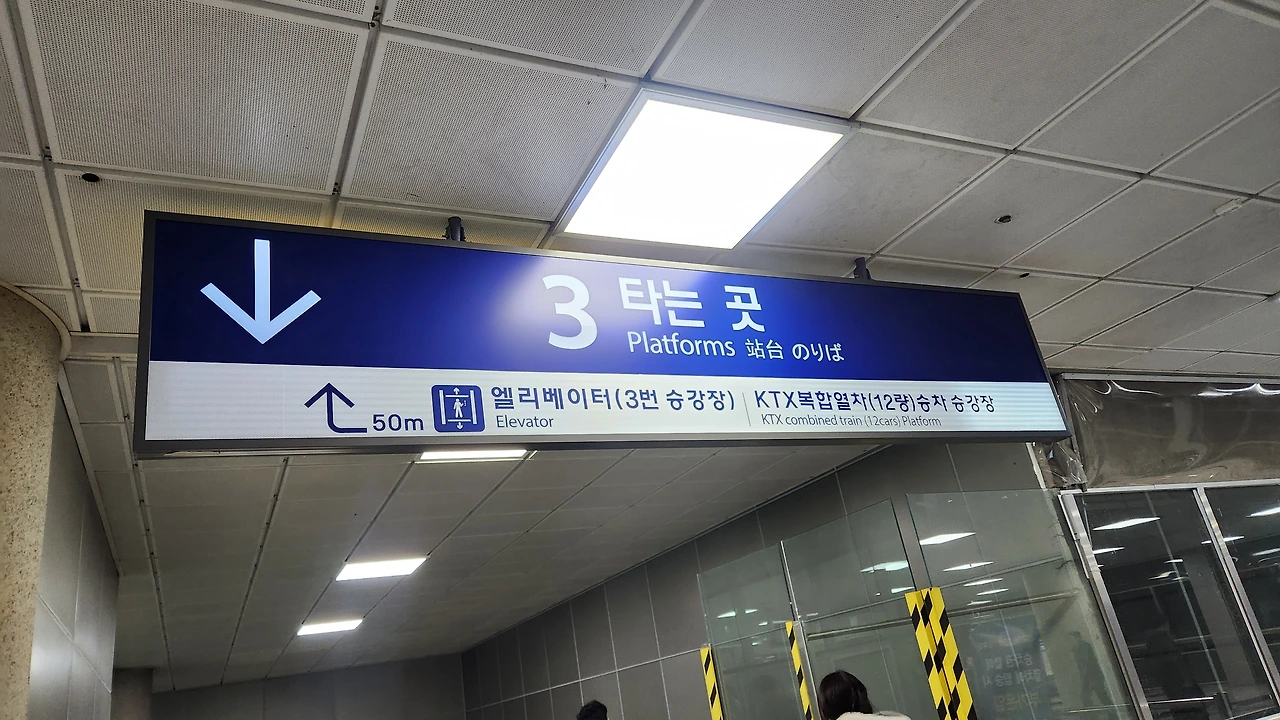 3 타는 곳
Platforms 站台 のりば
50m 엘리베이터(3번 승강장)
Elevator
KTX복합열차(12량)승차 승강장
KTX combined train (12cars) Platform